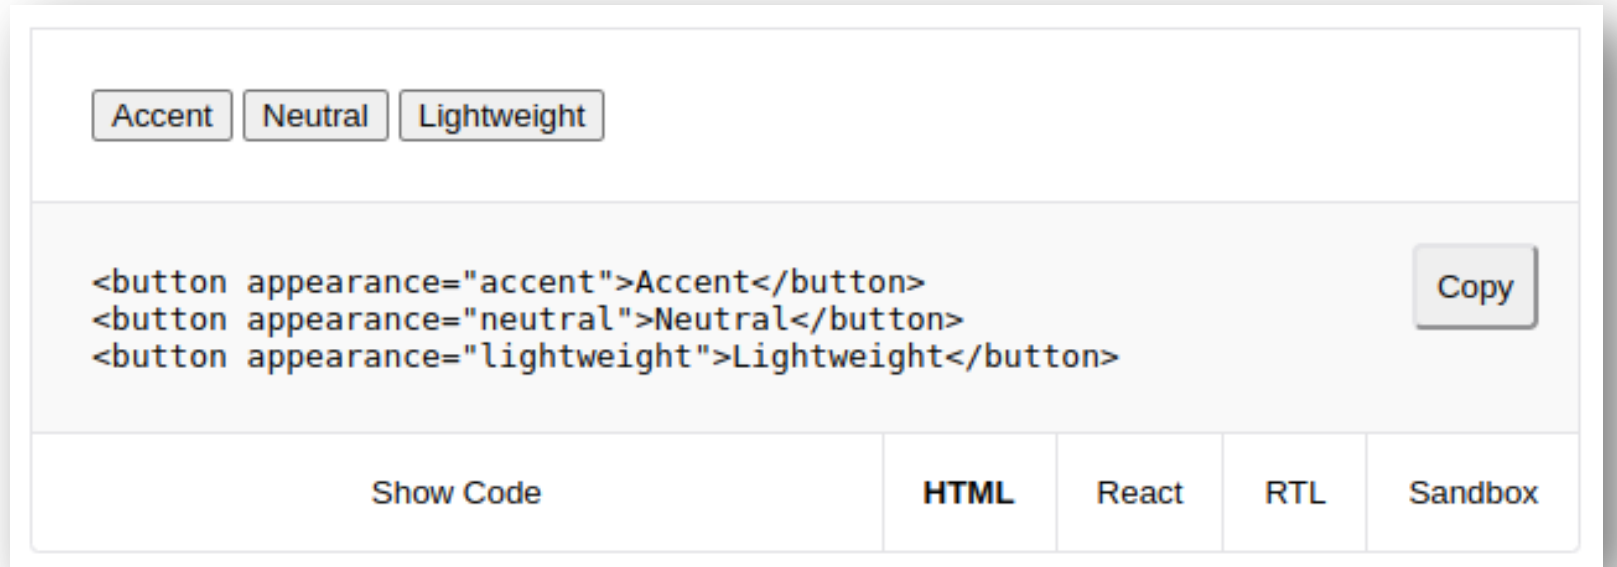 Accent Neutral Lightweight
<button appearance="accent">Accent</button>
<button appearance="neutral">Neutral</button>
<button appearance="lightweight">Lightweight</button>
Copy
Show Code HTML React RTL Sandbox